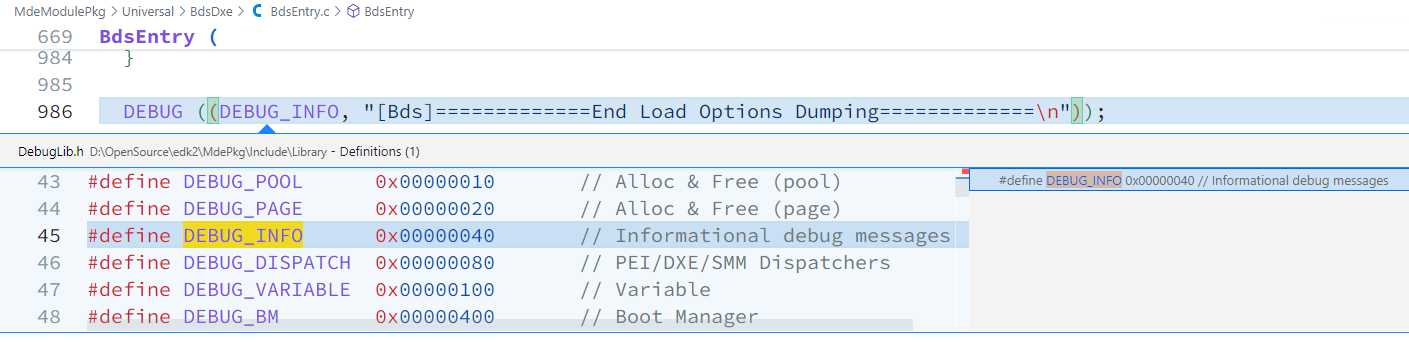 MdeModulePkg > Universal > BdsDxe > BdsEntry.c > BdsEntry
669 BdsEntry (
984 }
985
986 DEBUG ((DEBUG_INFO, "[Bds]=============End Load Options Dumping=============\n"));
DebugLib.h D:\OpenSource\edk2\MdePkg\Include\Library - Definitions (1)
43 #define DEBUG_POOL 0x00000010 // Alloc & Free (pool)
#define DEBUG_INFO 0x00000040 // Informational debug messages
44 #define DEBUG_PAGE 0x00000020 // Alloc & Free (page)
45 #define DEBUG_INFO 0x00000040 // Informational debug messages
46 #define DEBUG_DISPATCH 0x00000080 // PEI/DXE/SMM Dispatchers
47 #define DEBUG_VARIABLE 0x00000100 // Variable
48 #define DEBUG_BM 0x00000400 // Boot Manager